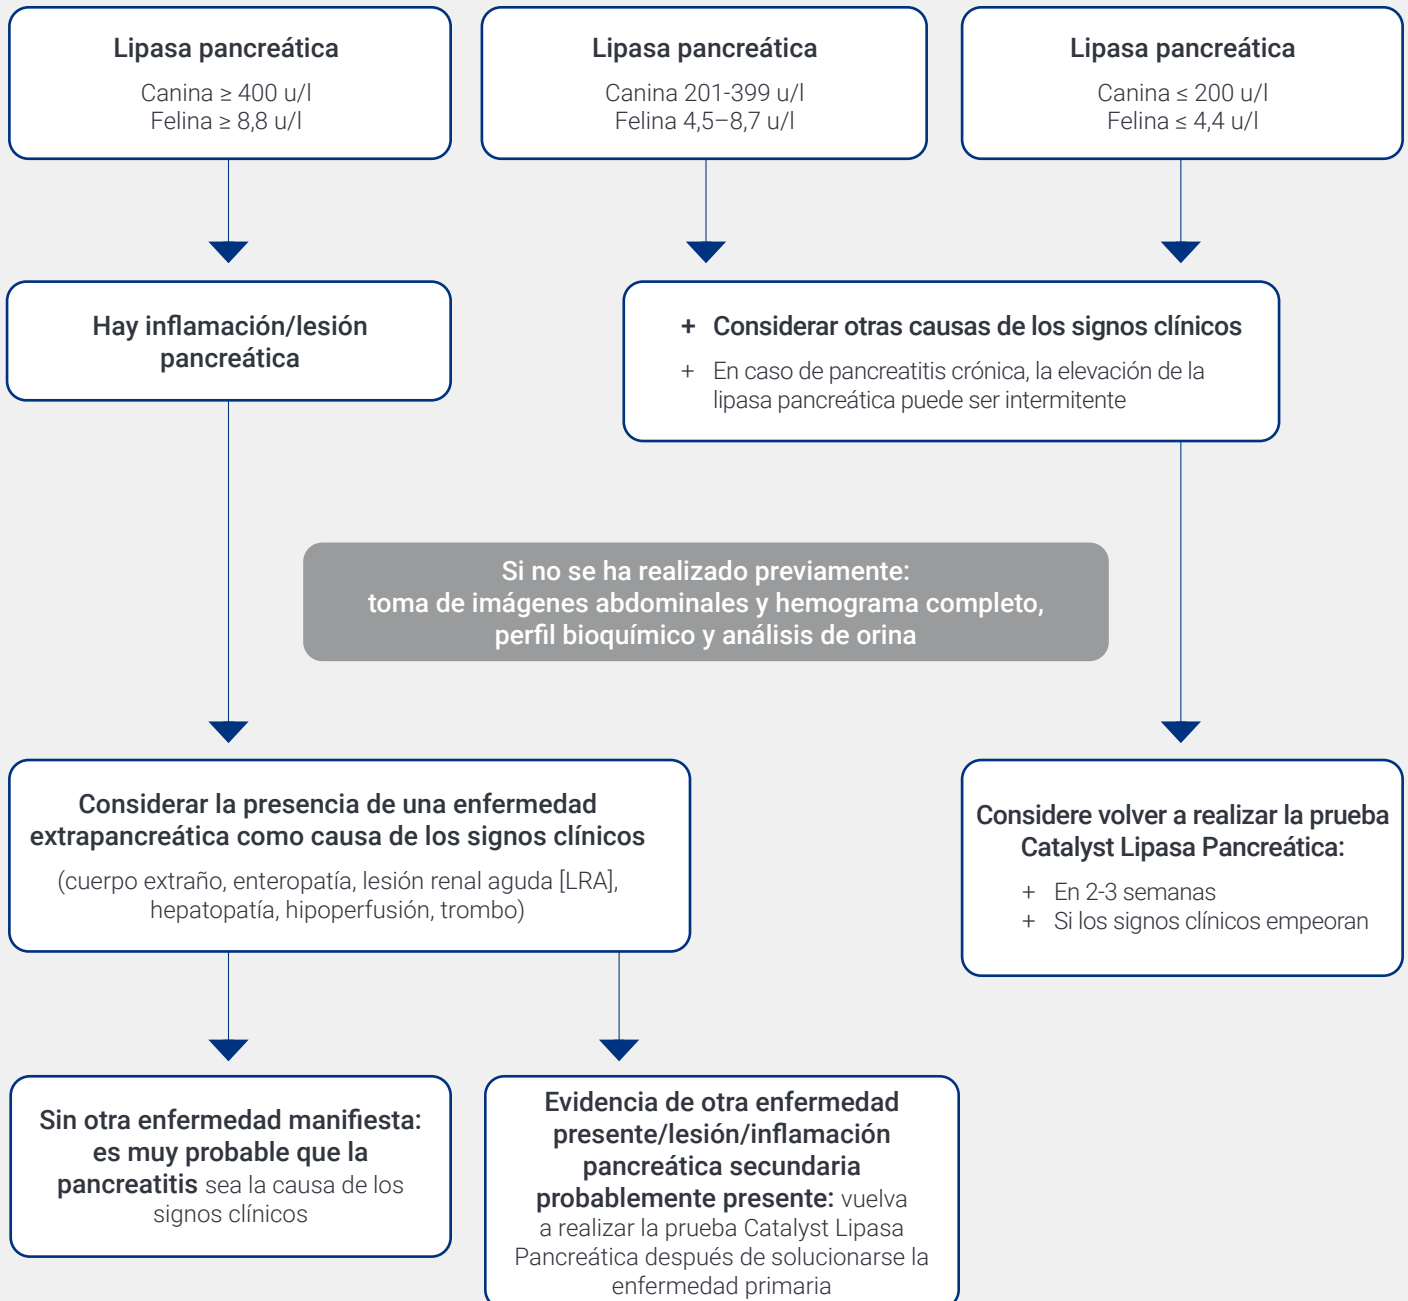 Lipasa pancreática
Canina ≥ 400 u/l
Felina ≥ 8,8 u/l
Lipasa pancreática
Canina 201-399 u/l
Felina 4,5–8,7 u/l
Lipasa pancreática
Canina ≤ 200 u/l
Felina ≤ 4,4 u/l
Hay inflamación/lesión
pancreática
+ Considerar otras causas de los signos clínicos
+ En caso de pancreatitis crónica, la elevación de la
lipasa pancreática puede ser intermitente
Si no se ha realizado previamente:
toma de imágenes abdominales y hemograma completo,
perfil bioquímico y análisis de orina
Considerar la presencia de una enfermedad
extrapancreática como causa de los signos clínicos
(cuerpo extraño, enteropatía, lesión renal aguda [LRA],
hepatopatía, hipoperfusión, trombo)
Considere volver a realizar la prueba
Catalyst Lipasa Pancreática:
+ En 2-3 semanas
+ Si los signos clínicos empeoran
Sin otra enfermedad manifiesta:
es muy probable que la
pancreatitis sea la causa de los
signos clínicos
Evidencia de otra enfermedad
presente/lesión/inflamación
pancreática secundaria
probablemente presente: vuelva
a realizar la prueba Catalyst Lipasa
Pancreática después de solucionarse la
enfermedad primaria